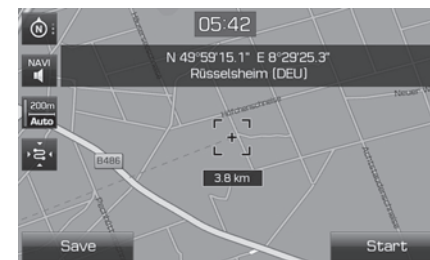 05:42
N
NAVI
N 49°59'15.1" E 8°29'25.3"
Rüsselsheim (DEU)
200m
Auto
Neuer
B486
3.8 km
Save
Start